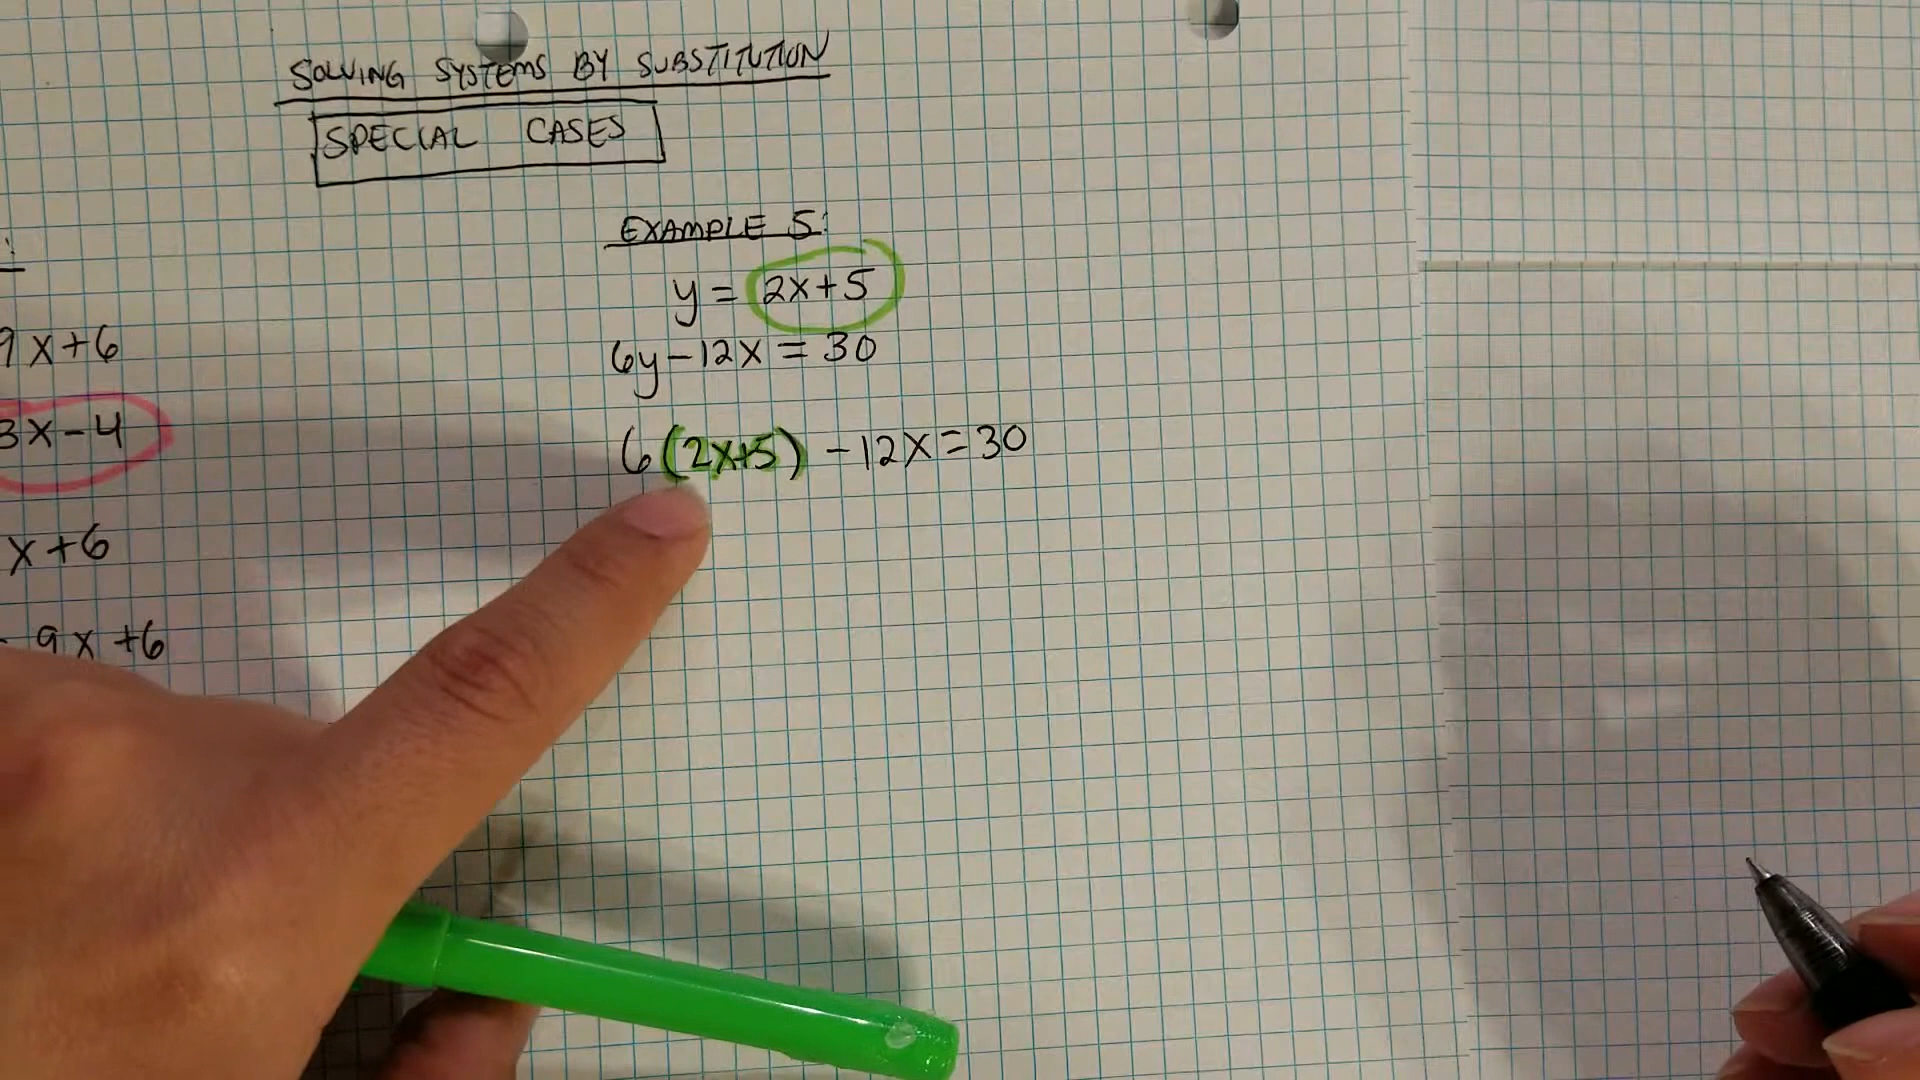 SOLVING SYSTEMS BY SUBSTITUTION
SPECIAL CASES
:
9x+6
3x-4
x+6
- 9x +6
EXAMPLE 5:
y = 2x+5
6y-12x = 30
6(2x+5) -12x=30